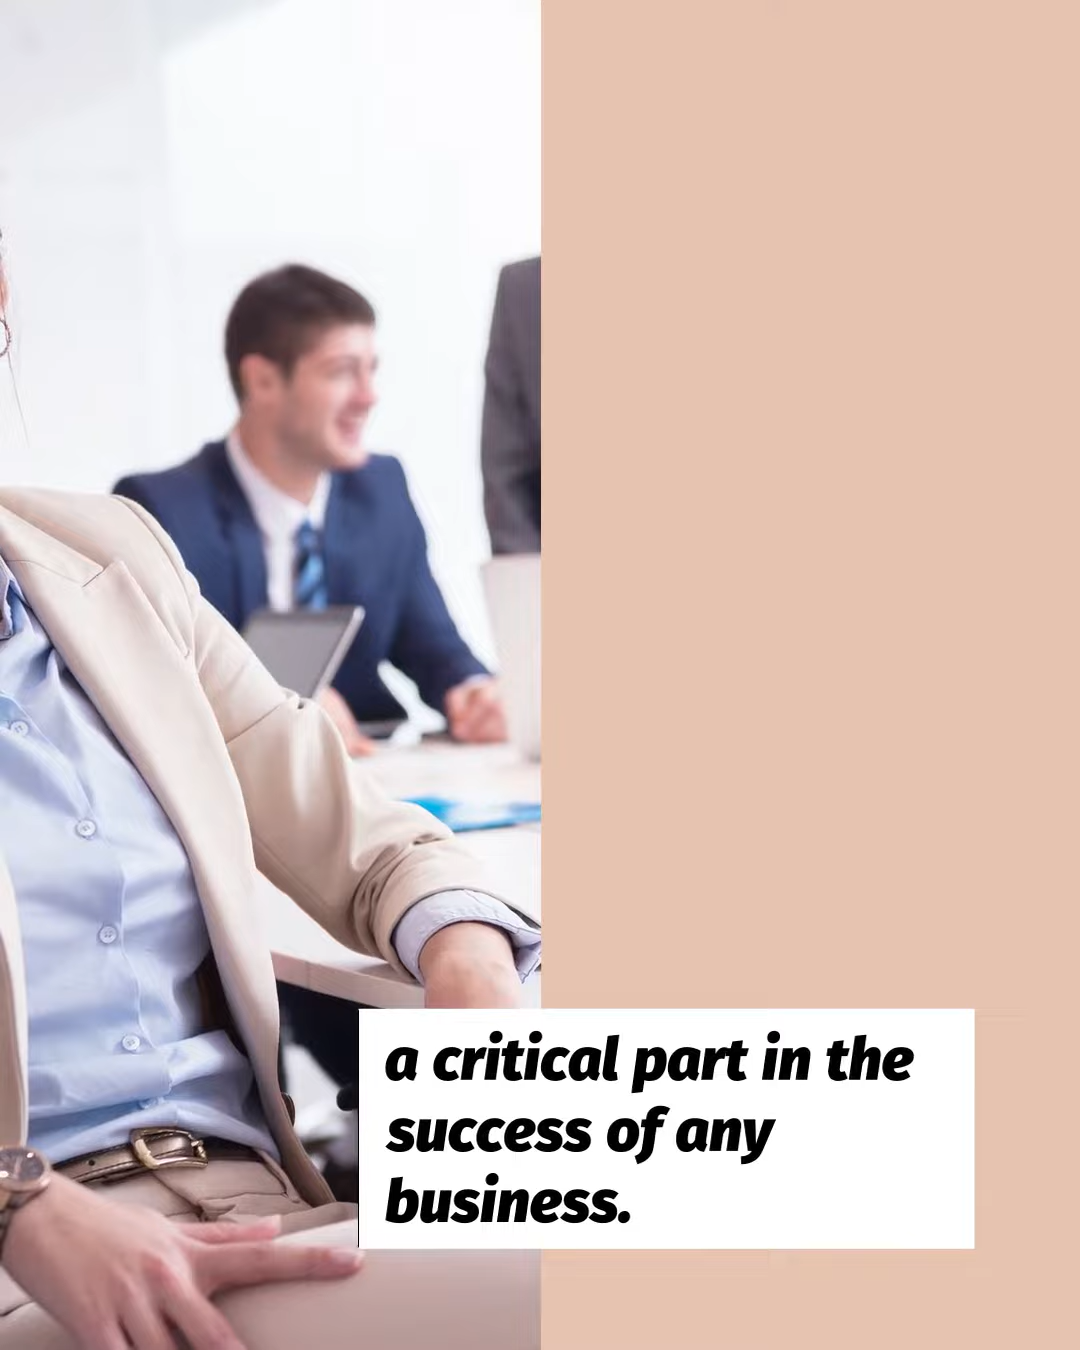 a critical part in the
success of any
business.